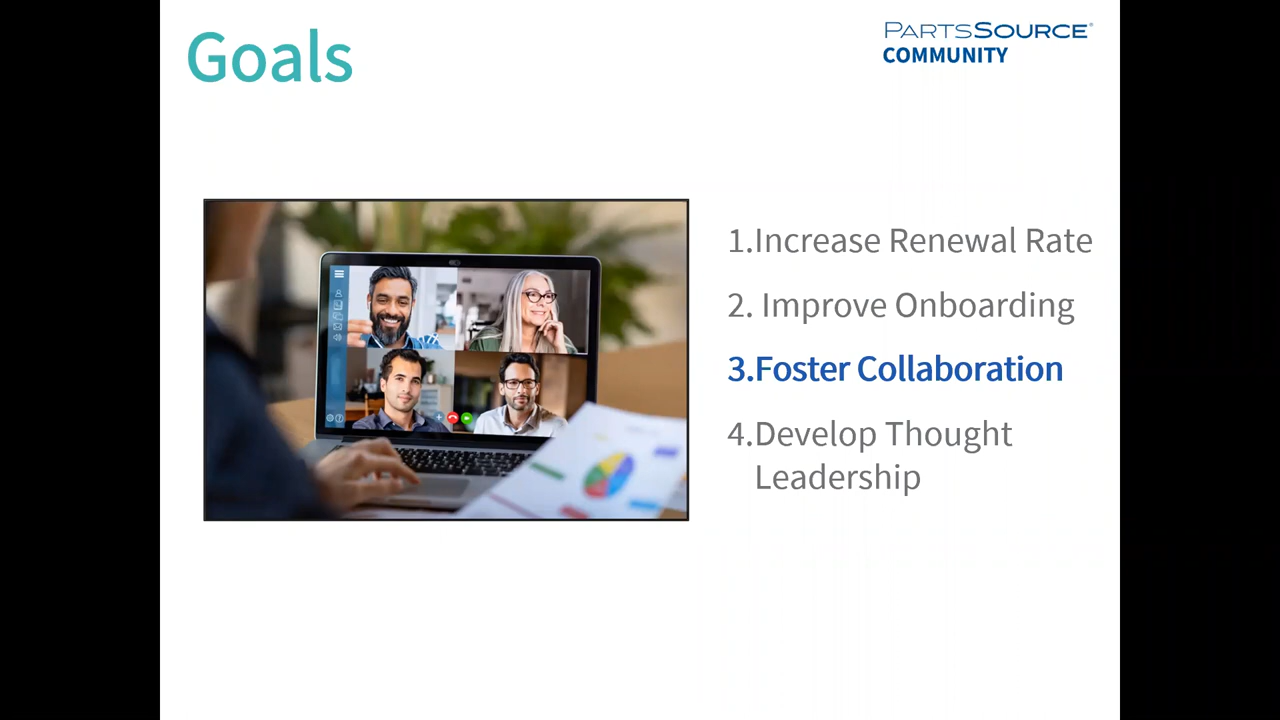 Goals
PARTSSOURCE®
COMMUNITY
1.Increase Renewal Rate
2. Improve Onboarding
3.Foster Collaboration
4.Develop Thought
Leadership